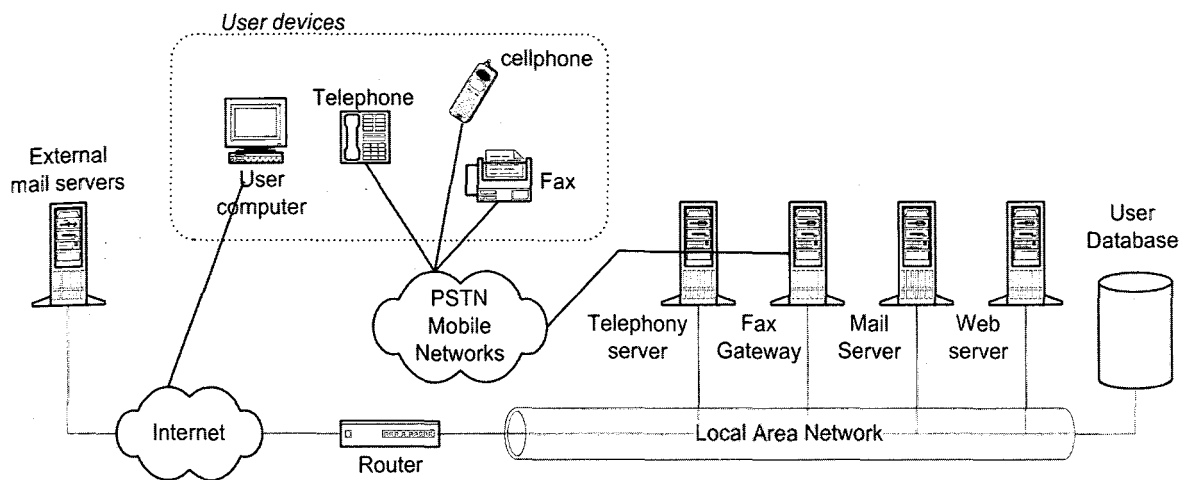 User devices
cellphone
Telephone
External
mail servers
User
computer
Fax
User
Database
PSTN
Mobile
Networks
Telephony
server
Fax
Gateway
Mail
Server
Web
server
Internet
Router
Local Area Network